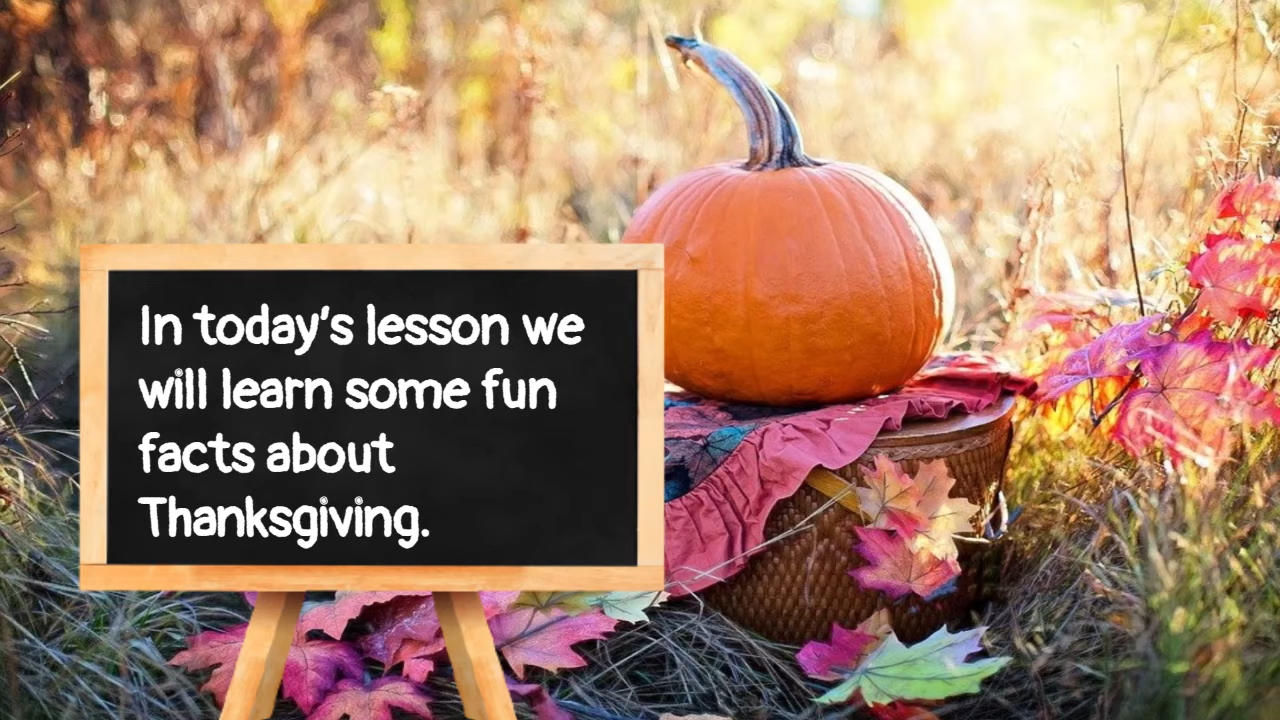 In today's lesson we
will learn some fun
facts about
Thanksgiving.